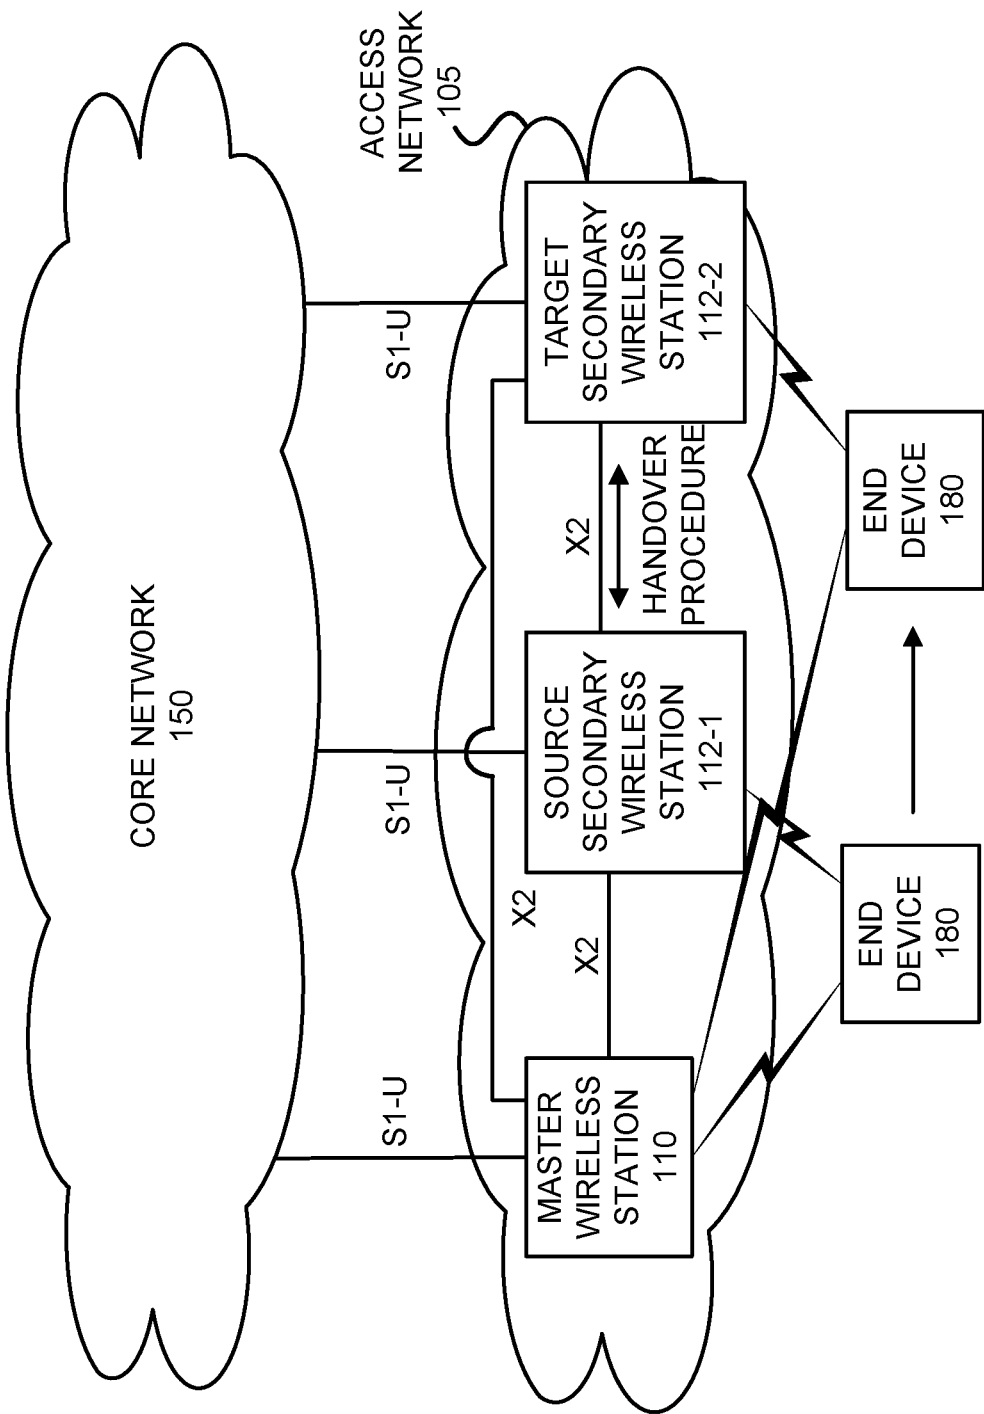 CORE NETWORK
150
ACCESS
NETWORK
105
S1-U
S1-U
S1-U
X2
X2
X2
HANDOVER
PROCEDURE
MASTER
WIRELESS
STATION
110
SOURCE
SECONDARY
WIRELESS
STATION
112-1
TARGET
SECONDARY
WIRELESS
STATION
112-2
END
DEVICE
180
END
DEVICE
180